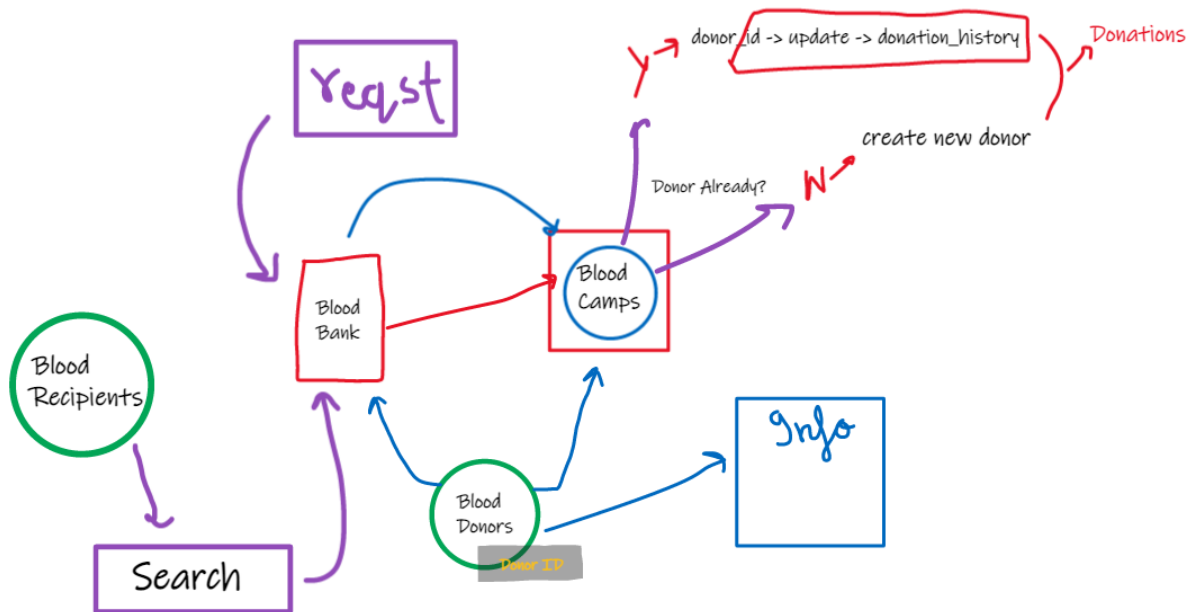 donor_id -> update -> donation_history
Donations
Y
reqst
create new donor
Donor Already?
N
Blood
Camps
Blood
Bank
Blood
Recipients
Info
Blood
Donors
Donor ID
Search